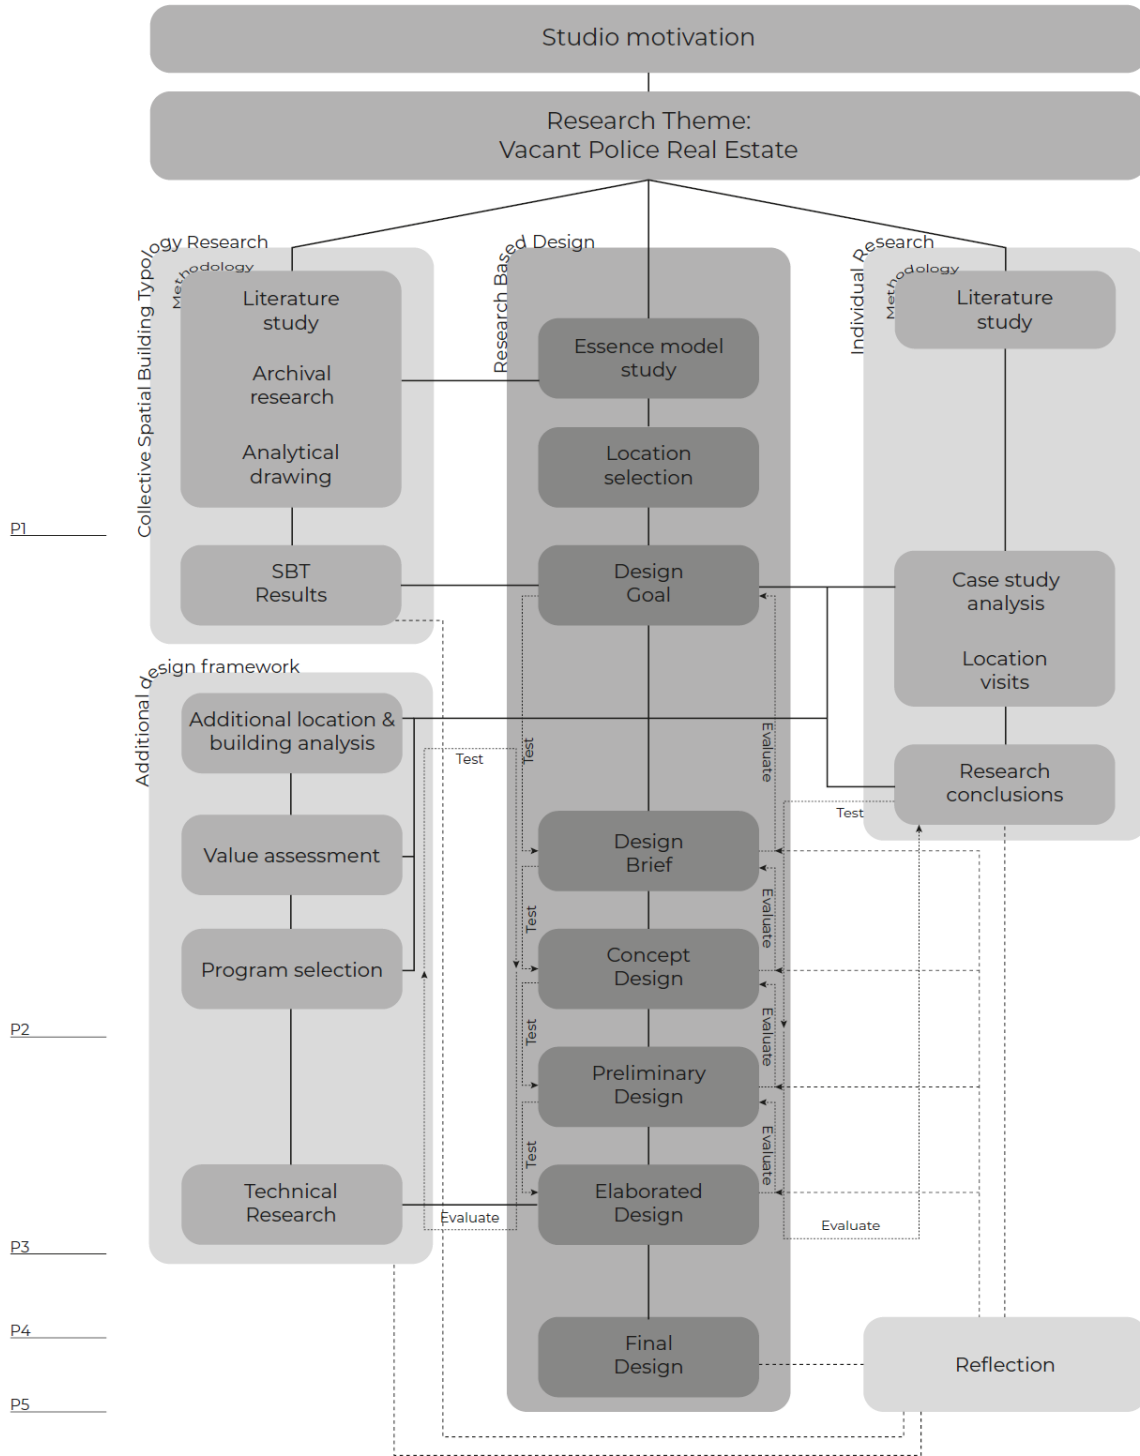 Studio motivation
Research Theme:
Vacant Police Real Estate
Collective Spatial Building Typology Research
Methodology
Literature
study
Archival
research
Analytical
drawing
SBT
Results
Research Based Design
Essence model
study
Location
selection
Design
Goal
Individual Research
Methodology
Literature
study
Case study
analysis
Location
visits
Research
conclusions
P1
Additional design framework
Additional location &
building analysis
Value assessment
Program selection
Technical
Research
Test
Test
Evaluate
Test
Design
Brief
Test
Evaluate
Concept
Design
Test
Evaluate
P2
Preliminary
Design
Test
Evaluate
Elaborated
Design
Evaluate
Evaluate
P3
Final
Design
Reflection
P4
P5